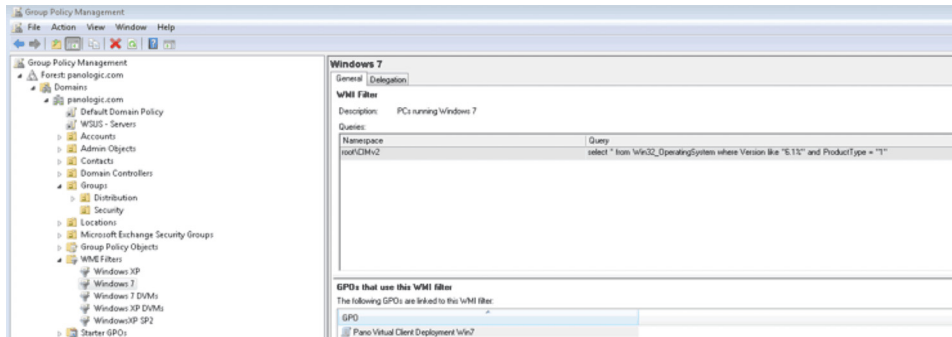 Group Policy Management
File Action View Window Help
Group Policy Management
Forest: panologic.com
Domains
panologic.com
Default Domain Policy
WSUS - Servers
Accounts
Admin Objects
Contacts
Domain Controllers
Groups
Distribution
Security
Locations
Microsoft Exchange Security Groups
Group Policy Objects
WMI Filters
Windows XP
Windows 7
Windows 7 DVMs
Windows XP DVMs
WindowsXP SP2
Starter GPOs
Windows 7
General Delegation
WMI Filter
Description: PCs running Windows 7
Queries:
Namespace Query
root\CIMv2 select * from Win32_OperatingSystem where Version like "6.1%" and ProductType = "1"
GPOs that use this WMI filter
The following GPOs are linked to this WMI filter:
GPO
Pano Virtual Client Deployment Win7